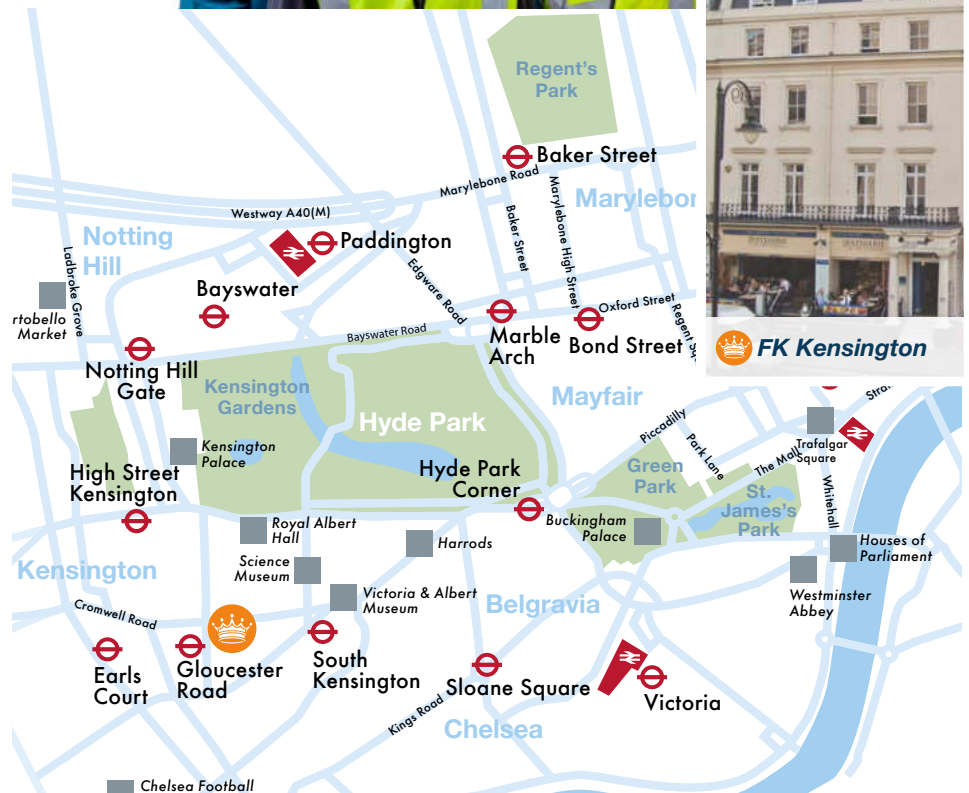 Regent's
Park
Baker Street
Marylebone Road
Westway A40(M)
Notting
Hill
Ladbroke Grove
Paddington
Baker Street
Marylebone High Street
Bayswater
Edgware Road
rtobello
Market
Oxford Street
Bayswater Road
Marble
Arch
Bond Street
FK Kensington
Notting Hill
Gate
Kensington
Gardens
Mayfair
Hyde Park
Piccadilly
Park Lane
The Mall
Trafalgar
Square
Kensington
Palace
High Street
Kensington
Hyde Park
Corner
Green
Park
St.
James's
Park
Whitehall
Royal Albert
Hall
Harrods
Buckingham
Palace
Houses of
Parliament
Kensington
Science
Museum
Victoria & Albert
Museum
Belgravia
Westminster
Abbey
Cromwell Road
Earls
Court
Gloucester
Road
South
Kensington
Sloane Square
Victoria
Kings Road
Chelsea
Chelsea Football